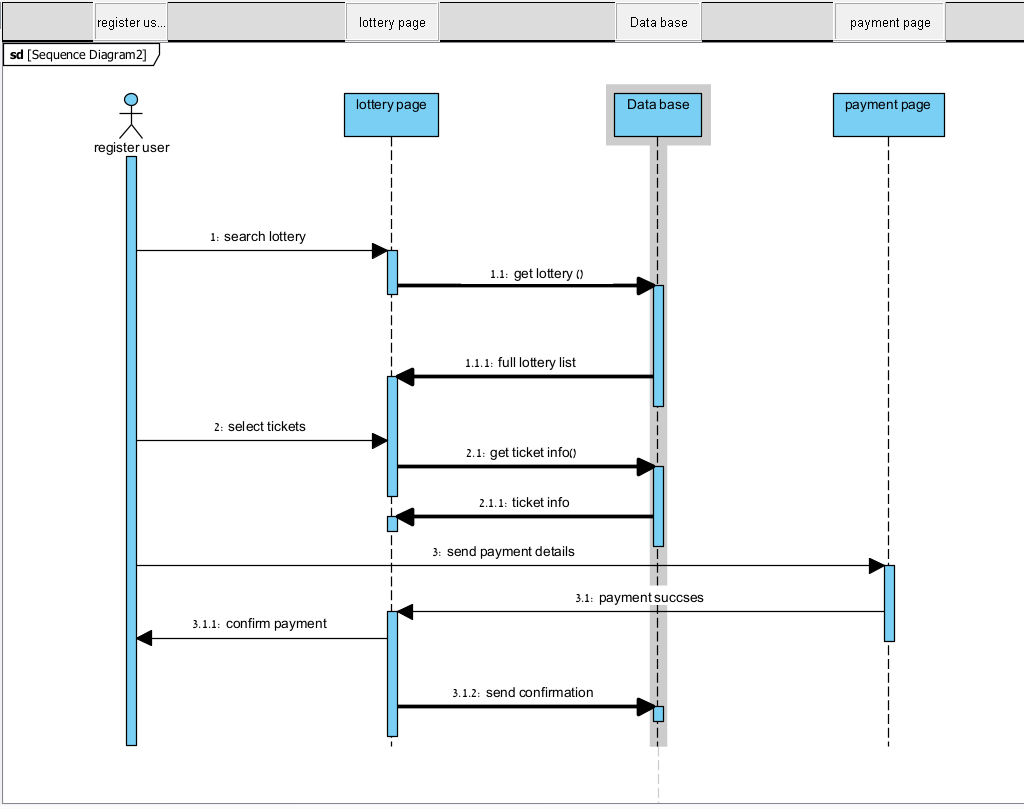 register us...
lottery page
Data base
payment page
sd [Sequence Diagram2]
lottery page
Data base
payment page
register user
1: search lottery
1.1: get lottery ()
1.1.1: full lottery list
2: select tickets
2.1: get ticket info()
2.1.1: ticket info
3: send payment details
3.1: payment succses
3.1.1: confirm payment
3.1.2: send confirmation